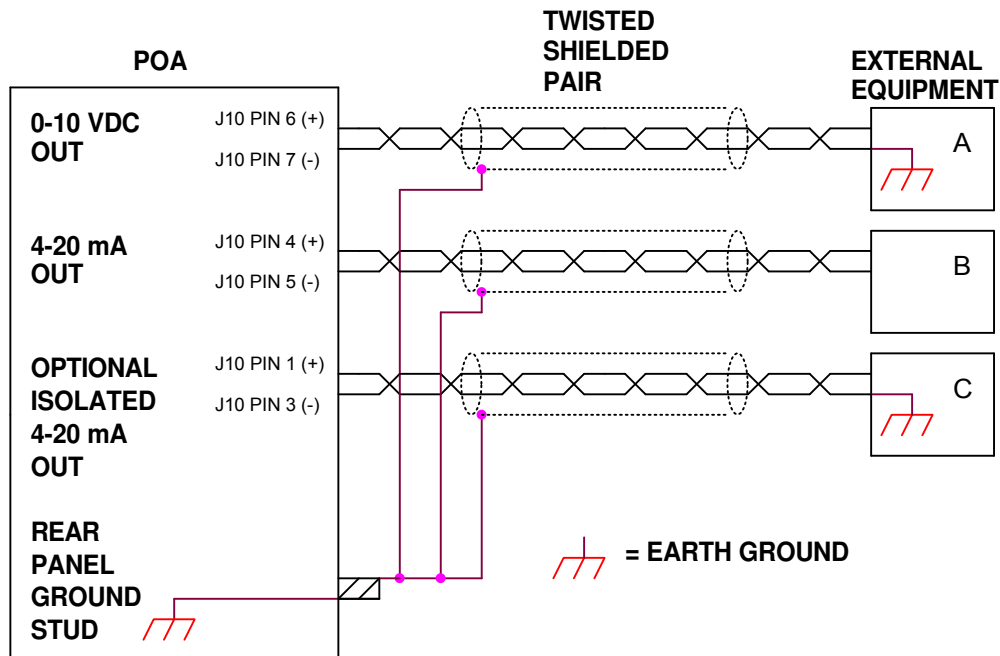 TWISTED
SHIELDED
PAIR
POA
EXTERNAL
EQUIPMENT
0-10 VDC
OUT
J10 PIN 6 (+)
J10 PIN 7 (-)
A
4-20 mA
OUT
J10 PIN 4 (+)
J10 PIN 5 (-)
B
OPTIONAL
ISOLATED
4-20 mA
OUT
J10 PIN 1 (+)
J10 PIN 3 (-)
C
REAR
PANEL
GROUND
STUD
= EARTH GROUND